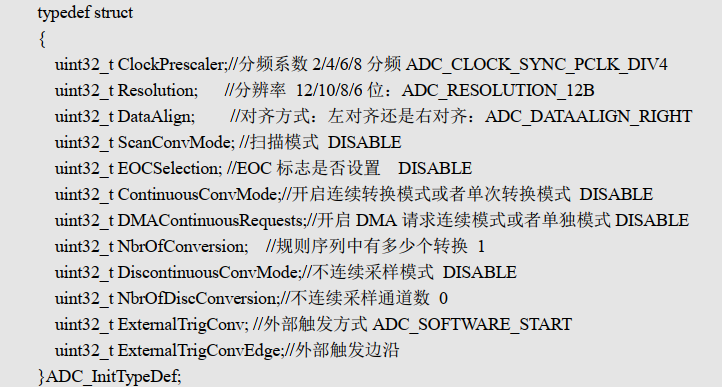 typedef struct
{
uint32_t ClockPrescaler;//分频系数 2/4/6/8 分频 ADC_CLOCK_SYNC_PCLK_DIV4
uint32_t Resolution; //分辨率 12/10/8/6 位：ADC_RESOLUTION_12B
uint32_t DataAlign; //对齐方式：左对齐还是右对齐：ADC_DATAALIGN_RIGHT
uint32_t ScanConvMode; //扫描模式 DISABLE
uint32_t EOCSelection; //EOC 标志是否设置 DISABLE
uint32_t ContinuousConvMode;//开启连续转换模式或者单次转换模式 DISABLE
uint32_t DMAContinuousRequests;//开启 DMA 请求连续模式或者单独模式 DISABLE
uint32_t NbrOfConversion; //规则序列中有多少个转换 1
uint32_t DiscontinuousConvMode;//不连续采样模式 DISABLE
uint32_t NbrOfDiscConversion;//不连续采样通道数 0
uint32_t ExternalTrigConv; //外部触发方式 ADC_SOFTWARE_START
uint32_t ExternalTrigConvEdge;//外部触发边沿
}ADC_InitTypeDef;